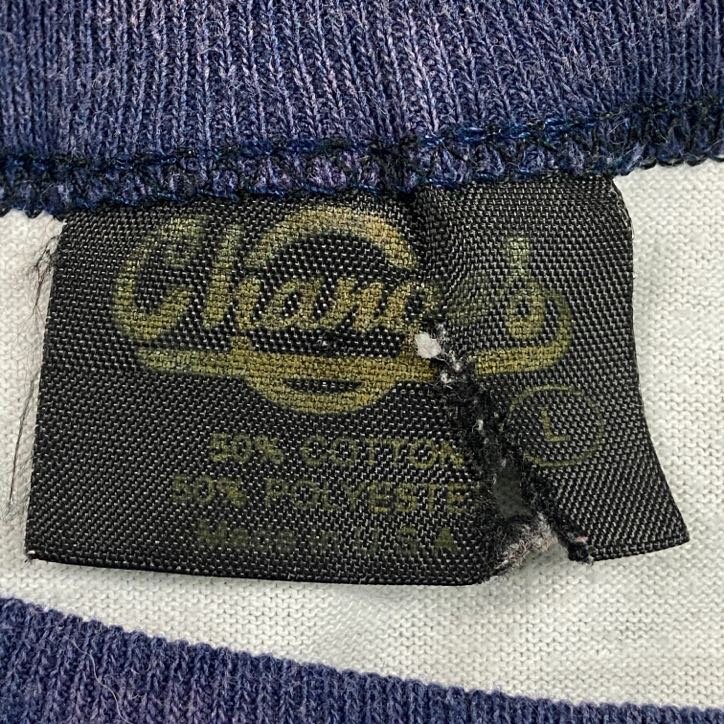 L
50% COTTON
50% POLYESTE
Made in U.S.A